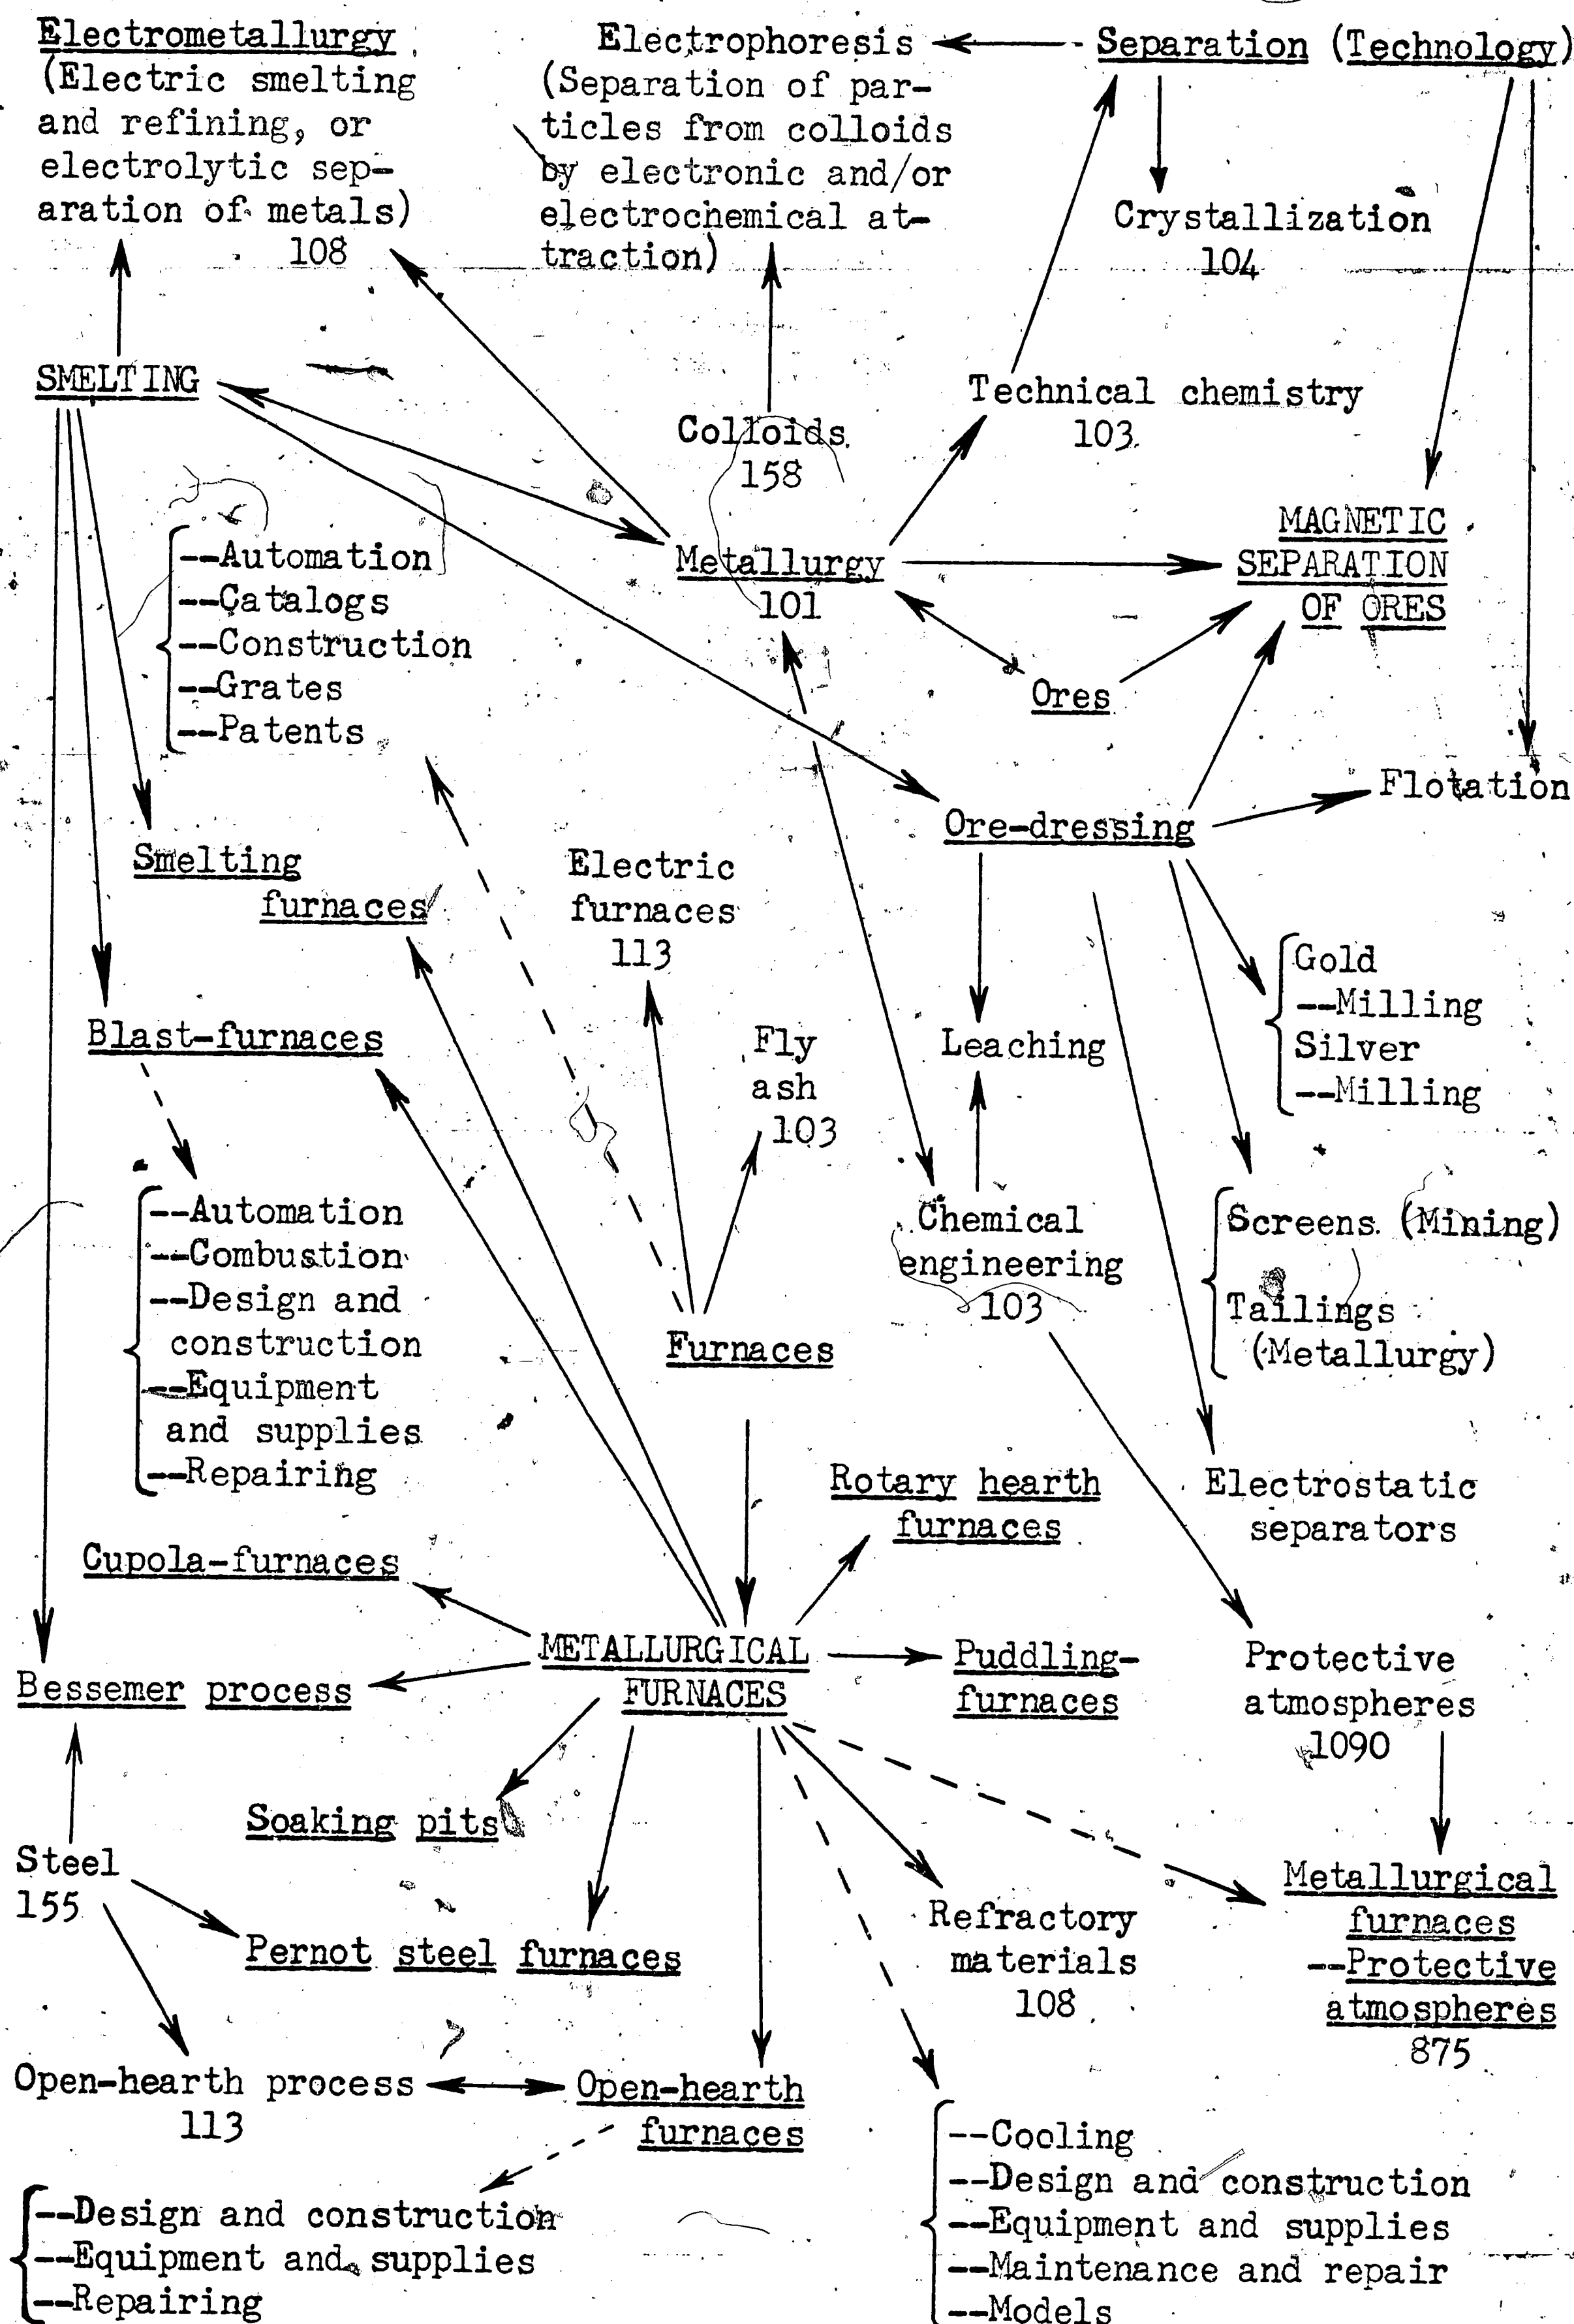 Electrometallurgy
(Electric smelting
and refining, or
electrolytic sep-
aration of metals)
108
Electrophoresis
(Separation of par-
ticles from colloids
by electronic and/or
electrochemical at-
traction)
Separation (Technology)
Crystallization
104
SMELTING
Colloids
158
Technical chemistry
103
--Automation
--Catalogs
--Construction
--Grates
--Patents
Metallurgy
101
MAGNETIC
SEPARATION
OF ORES
Ores
Flotation
Ore-dressing
Smelting
furnaces
Electric
furnaces
113
Gold
--Milling
Silver
--Milling
Blast-furnaces
Fly
ash
103
Leaching
--Automation
--Combustion
--Design and
construction
--Equipment
and supplies
--Repairing
Chemical
engineering
103
Screens (Mining)
Tailings
(Metallurgy)
Furnaces
Rotary hearth
furnaces
Electrostatic
separators
Cupola-furnaces
METALLURGICAL
FURNACES
Puddling-
furnaces
Protective
atmospheres
1090
Bessemer process
Soaking pits
Steel
155
Pernot steel furnaces
Refractory
materials
108
Metallurgical
furnaces
--Protective
atmospheres
875
Open-hearth process
113
Open-hearth
furnaces
--Design and construction
--Equipment and supplies
--Repairing
--Cooling
--Design and construction
--Equipment and supplies
--Maintenance and repair
--Models